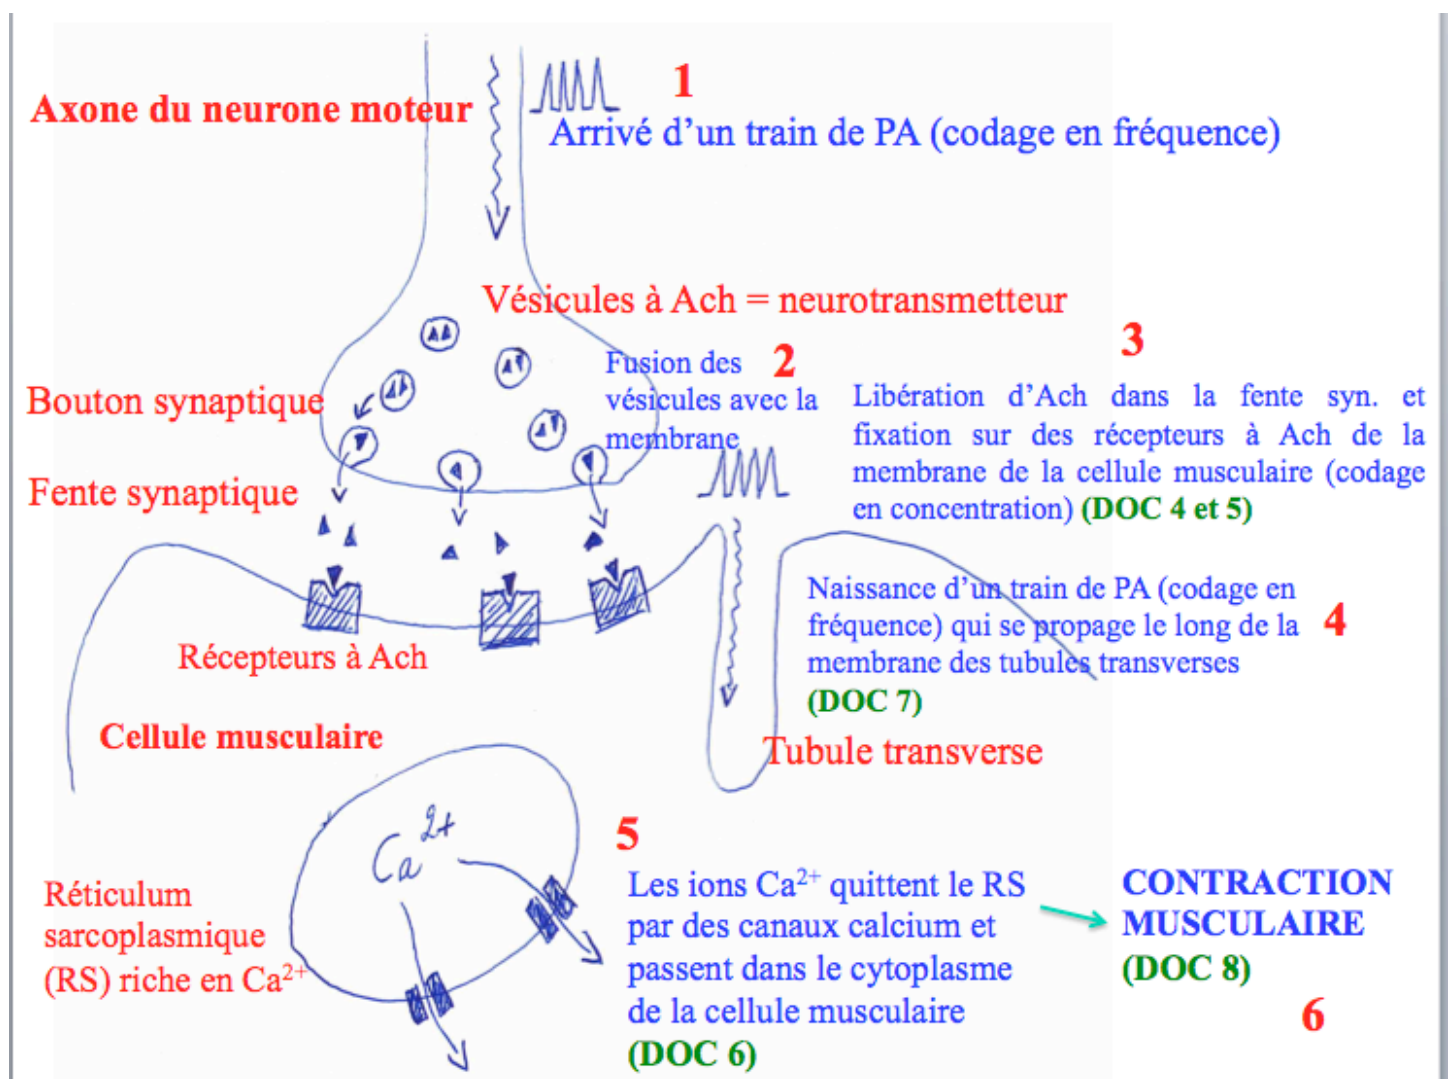 1
Axone du neurone moteur
Arrivé d’un train de PA (codage en fréquence)
Vésicules à Ach = neurotransmetteur
2
Fusion des
vésicules avec la
membrane
3
Libération d’Ach dans la fente syn. et
fixation sur des récepteurs à Ach de la
membrane de la cellule musculaire (codage
en concentration) (DOC 4 et 5)
Bouton synaptique
Fente synaptique
Naissance d’un train de PA (codage en
fréquence) qui se propage le long de la
membrane des tubules transverses
(DOC 7)
4
Récepteurs à Ach
Cellule musculaire
Tubule transverse
Ca2+
5
Réticulum
sarcoplasmique
(RS) riche en Ca2+
Les ions Ca2+ quittent le RS
par des canaux calcium et
passent dans le cytoplasme
de la cellule musculaire
(DOC 6)
CONTRACTION
MUSCULAIRE
(DOC 8)
6